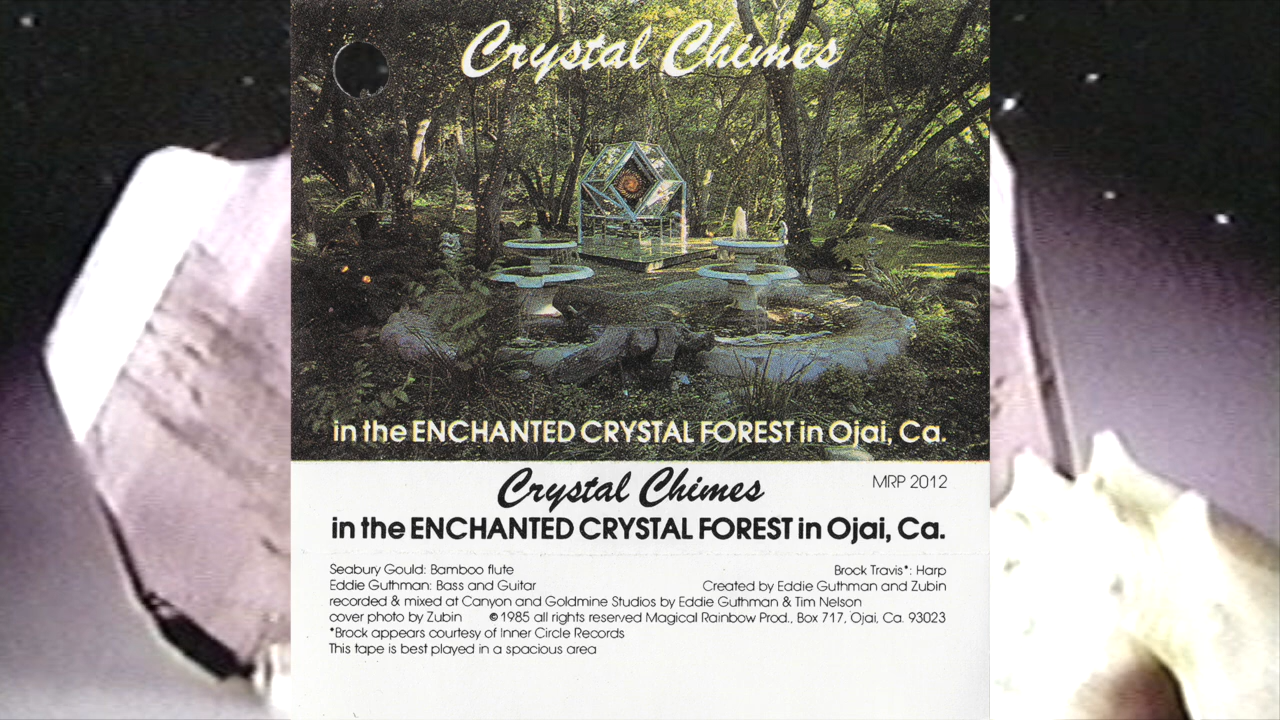 Crystal Chimes
in the ENCHANTED CRYSTAL FOREST in Ojai, Ca.
Crystal Chimes
MRP 2012
in the ENCHANTED CRYSTAL FOREST in Ojai, Ca.
Seabury Gould: Bamboo flute
Brock Travis*: Harp
Eddie Guthman: Bass and Guitar
Created by Eddie Guthman and Zubin
recorded & mixed at Canyon and Goldmine Studios by Eddie Guthman & Tim Nelson
cover photo by Zubin ©1985 all rights reserved Magical Rainbow Prod., Box 717, Ojai, Ca. 93023
*Brock appears courtesy of Inner Circle Records
This tape is best played in a spacious area